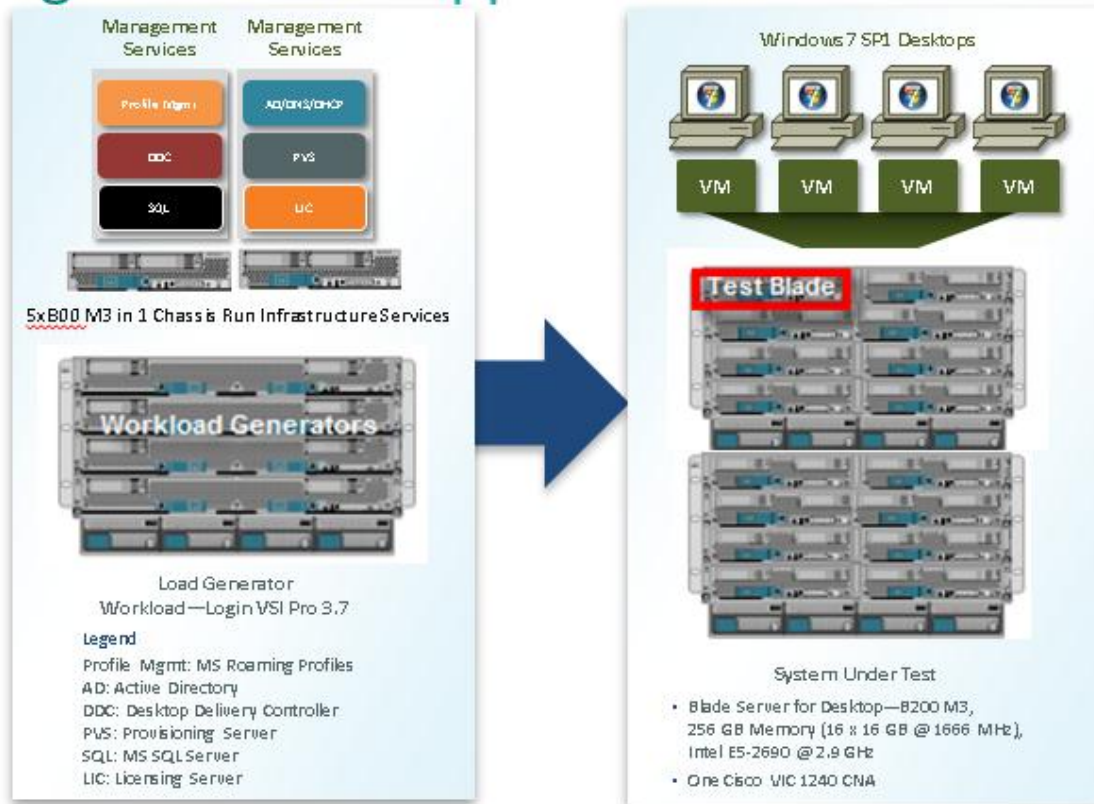 Management Services
Management Services
Profile Mgmt
AD/DNS/DHCP
DDC
PVS
SQL
LIC
5xB00 M3 in 1 Chassis Run Infrastructure Services
Workload Generators
Load Generator
Workload—Login VSI Pro 3.7
Legend
Profile Mgmt: MS Roaming Profiles
AD: Active Directory
DDC: Desktop Delivery Controller
PVS: Provisioning Server
SQL: MS SQL Server
LIC: Licensing Server
Windows 7 SP1 Desktops
VM
VM
VM
VM
Test Blade
System Under Test
• Blade Server for Desktop—B200 M3,
256 GB Memory (16 x 16 GB @ 1666 MHz),
Intel E5-2690 @ 2.9 GHz
• One Cisco VIC 1240 CNA